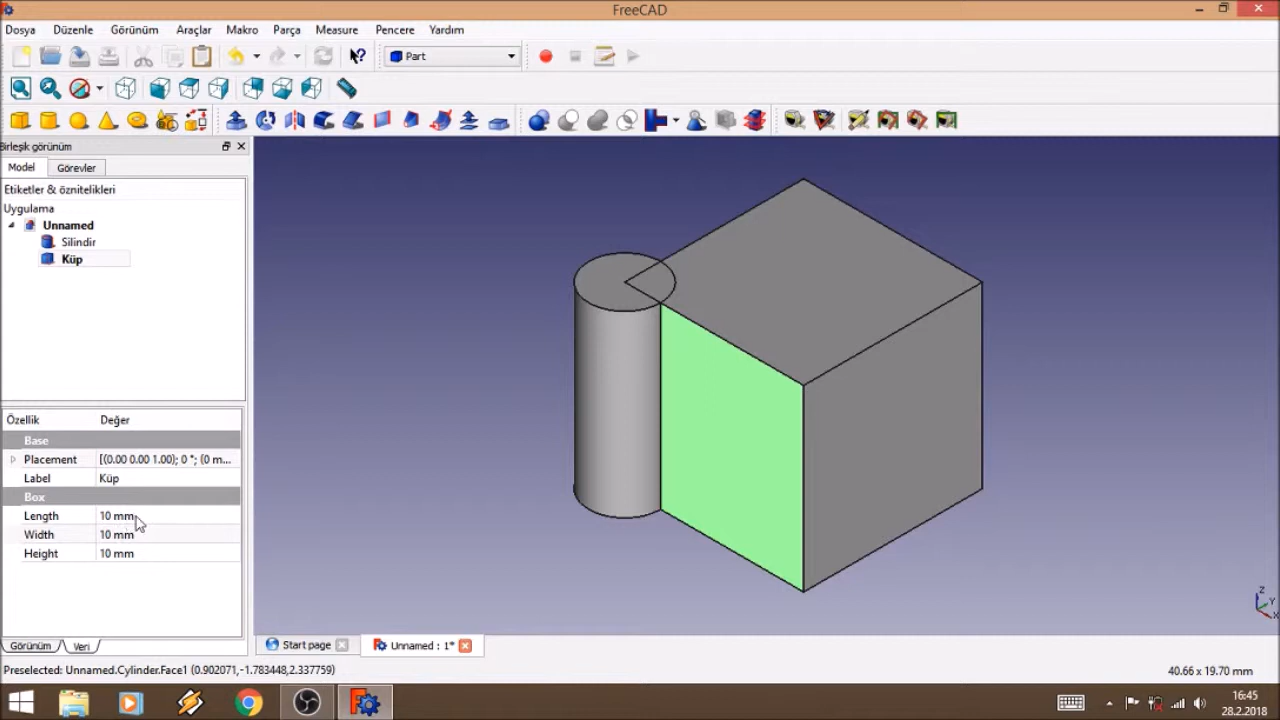 FreeCAD
Dosya Düzenle Görünüm Araçlar Makro Parça Measure Pencere Yardım
Part
Birleşik görünüm
Model Görevler
Etiketler & öznitelikleri
Uygulama
Unnamed
Silindir
Küp
Özellik Değer
Base
Placement [(0.00 0.00 1.00); 0 °; (0 m...
Label Küp
Box
Length 10 mm
Width 10 mm
Height 10 mm
Z
Y
X
Görünüm Veri
Start page Unnamed : 1*
Preselected: Unnamed.Cylinder.Face1 (0.902071,-1.783448,2.337759) 40.66 x 19.70 mm
16:45
28.2.2018